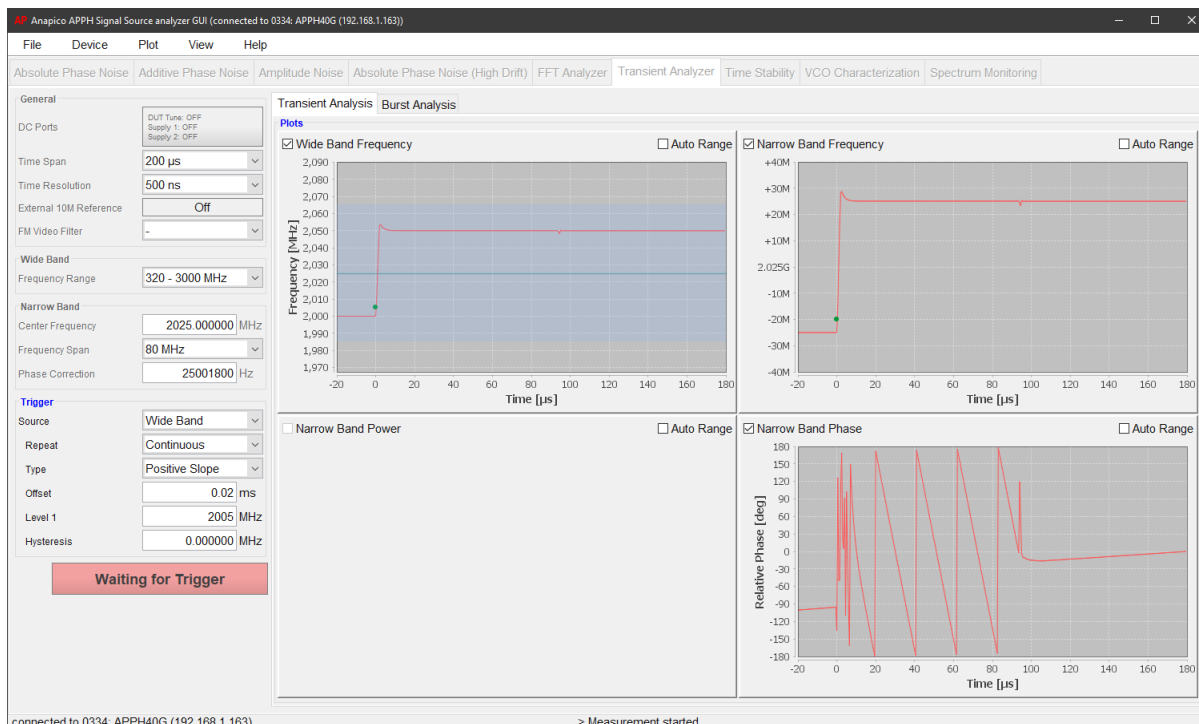 AP Anapico APPH Signal Source analyzer GUI (connected to 0334: APPH40G (192.168.1.163))
File Device Plot View Help
Absolute Phase Noise Additive Phase Noise Amplitude Noise Absolute Phase Noise (High Drift) FFT Analyzer Transient Analyzer Time Stability VCO Characterization Spectrum Monitoring
General
DC Ports
DUT Tune: OFF
Supply 1: OFF
Supply 2: OFF
Time Span 200 µs
Time Resolution 500 ns
External 10M Reference Off
FM Video Filter -
Wide Band
Frequency Range 320 - 3000 MHz
Narrow Band
Center Frequency 2025.000000 MHz
Frequency Span 80 MHz
Phase Correction 25001800 Hz
Trigger
Source Wide Band
Repeat Continuous
Type Positive Slope
Offset 0.02 ms
Level 1 2005 MHz
Hysteresis 0.000000 MHz
Waiting for Trigger
Transient Analysis Burst Analysis
Plots
Wide Band Frequency Auto Range
2,090
2,080
2,070
2,060
2,050
2,040
2,030
2,020
2,010
2,000
1,990
1,980
1,970
Frequency [MHz]
-20 0 20 40 60 80 100 120 140 160 180
Time [µs]
Narrow Band Frequency Auto Range
+40M
+30M
+20M
+10M
2.025G
-10M
-20M
-30M
-40M
-20 0 20 40 60 80 100 120 140 160 180
Time [µs]
Narrow Band Power Auto Range
Narrow Band Phase Auto Range
180
150
120
90
60
30
0
-30
-60
-90
-120
-150
-180
Relative Phase [deg]
-20 0 20 40 60 80 100 120 140 160 180
Time [µs]
connected to 0334: APPH40G (192.168.1.163) > Measurement started